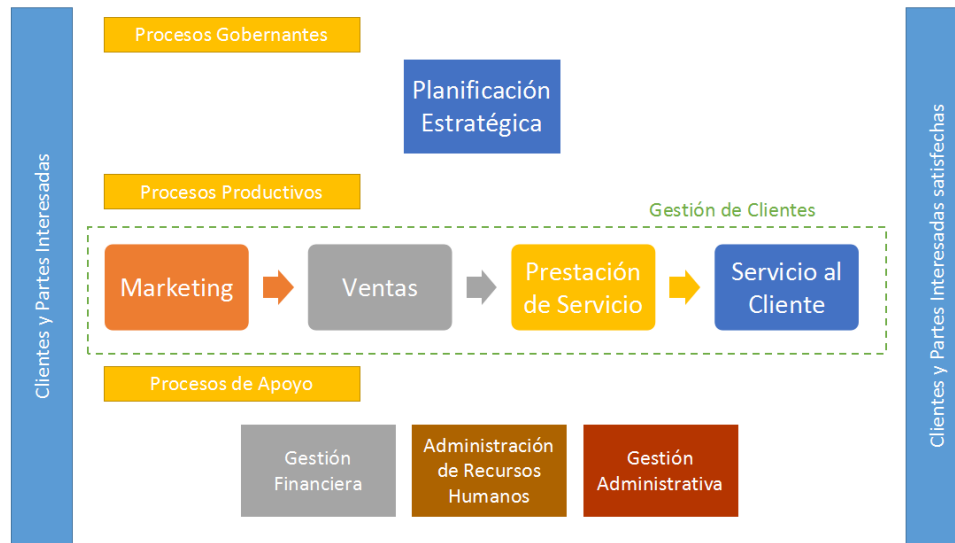 Clientes y Partes Interesadas
Procesos Gobernantes
Planificación
Estratégica
Procesos Productivos
Gestión de Clientes
Marketing
Ventas
Prestación
de Servicio
Servicio al
Cliente
Procesos de Apoyo
Gestión
Financiera
Administración
de Recursos
Humanos
Gestión
Administrativa
Clientes y Partes Interesadas satisfechas